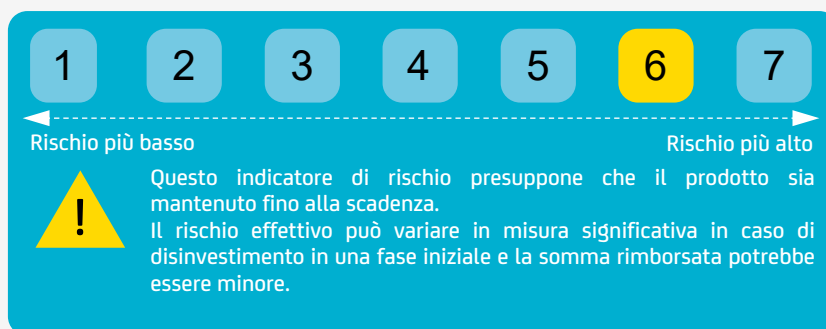 1 2 3 4 5 6 7
Rischio più basso Rischio più alto
!
Questo indicatore di rischio presuppone che il prodotto sia
mantenuto fino alla scadenza.
Il rischio effettivo può variare in misura significativa in caso di
disinvestimento in una fase iniziale e la somma rimborsata potrebbe
essere minore.